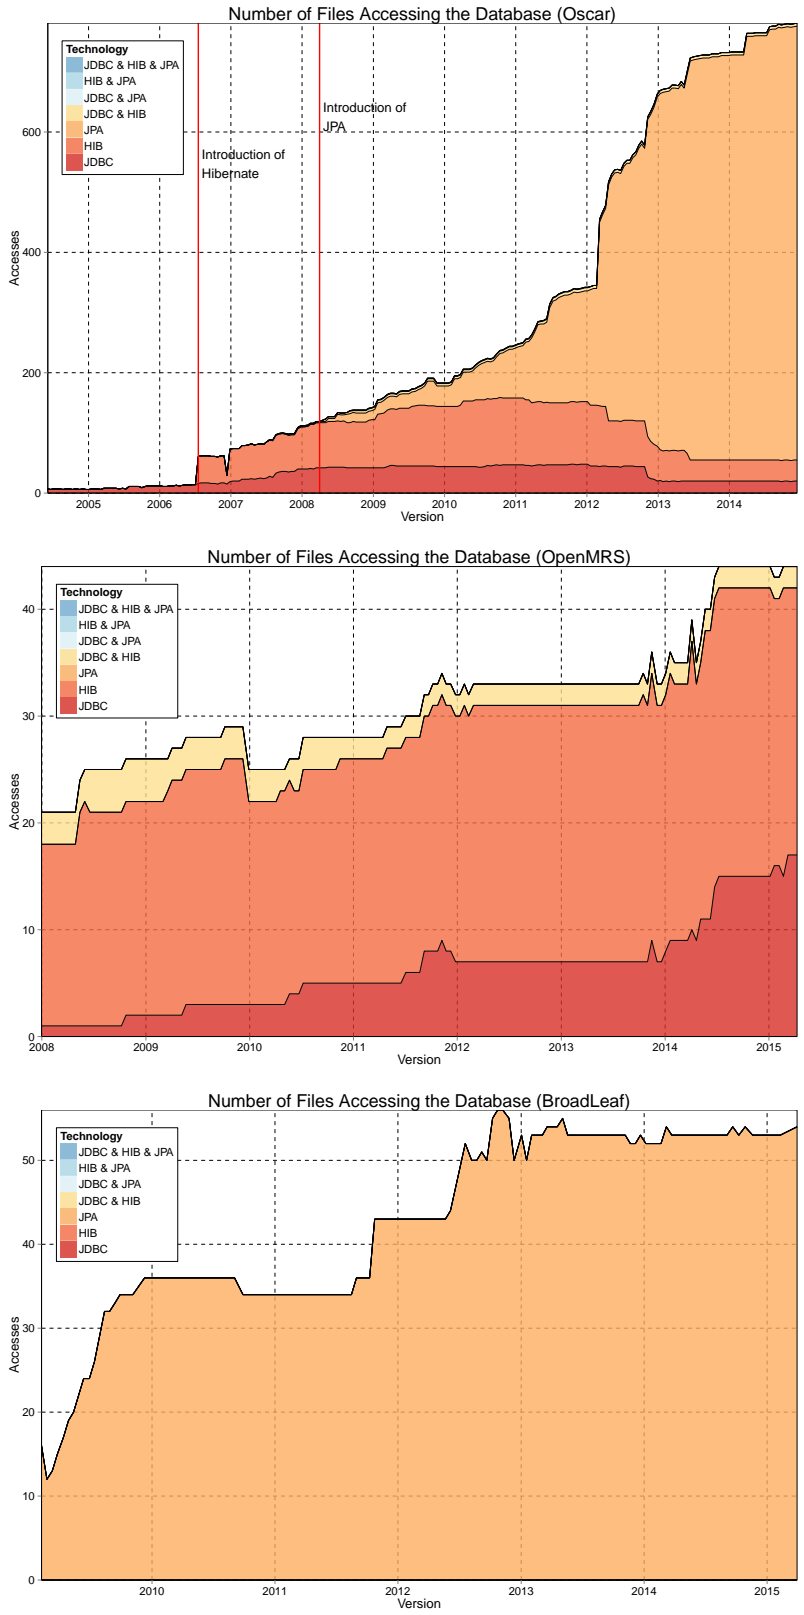 Number of Files Accessing the Database (Oscar)
Technology
JDBC & HIB & JPA
HIB & JPA
JDBC & JPA
JDBC & HIB
JPA
HIB
JDBC
Introduction of
JPA
Introduction of
Hibernate
Accesses
600
400
200
0
2005
2006
2007
2008
2009
2010
2011
2012
2013
2014
Version
Number of Files Accessing the Database (OpenMRS)
Technology
JDBC & HIB & JPA
HIB & JPA
JDBC & JPA
JDBC & HIB
JPA
HIB
JDBC
Accesses
40
30
20
10
0
2008
2009
2010
2011
2012
2013
2014
2015
Version
Number of Files Accessing the Database (BroadLeaf)
Technology
JDBC & HIB & JPA
HIB & JPA
JDBC & JPA
JDBC & HIB
JPA
HIB
JDBC
Accesses
50
40
30
20
10
0
2010
2011
2012
2013
2014
2015
Version